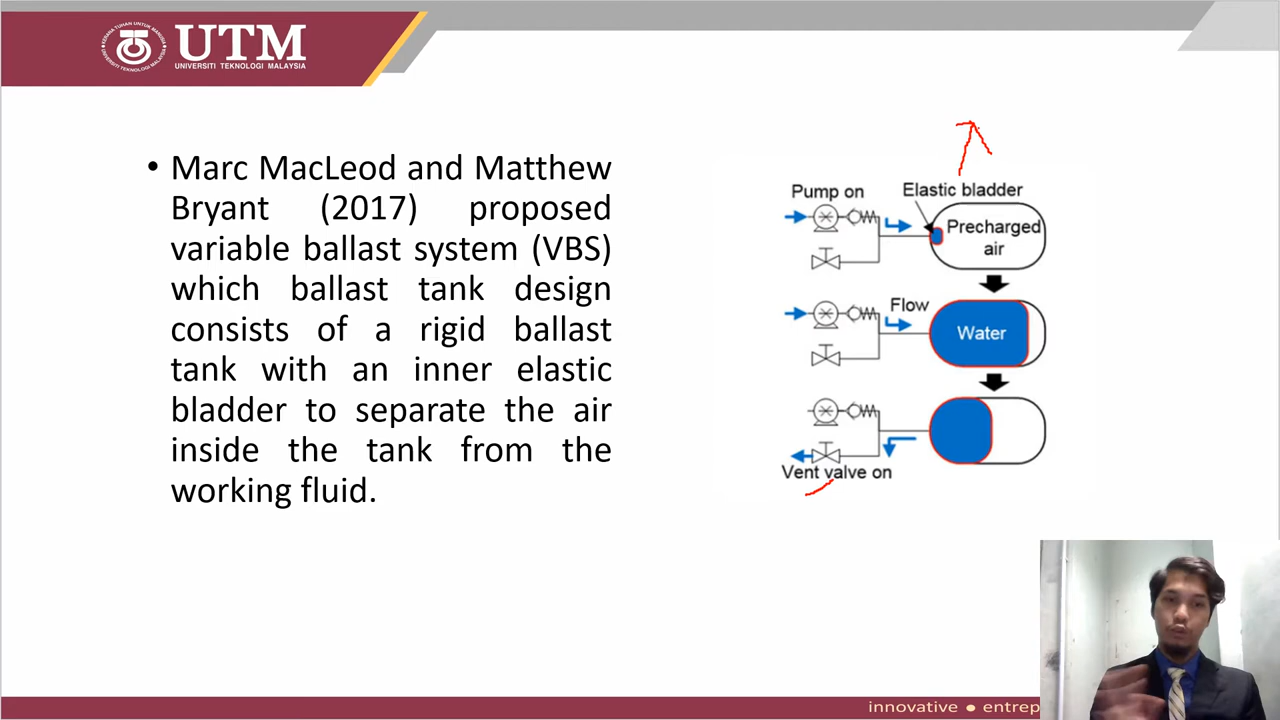 UTM
UNIVERSITI TEKNOLOGI MALAYSIA
• Marc MacLeod and Matthew
Bryant (2017) proposed
variable ballast system (VBS)
which ballast tank design
consists of a rigid ballast
tank with an inner elastic
bladder to separate the air
inside the tank from the
working fluid.
Pump on
Elastic bladder
Precharged
air
Flow
Water
Vent valve on
innovative ● entrep